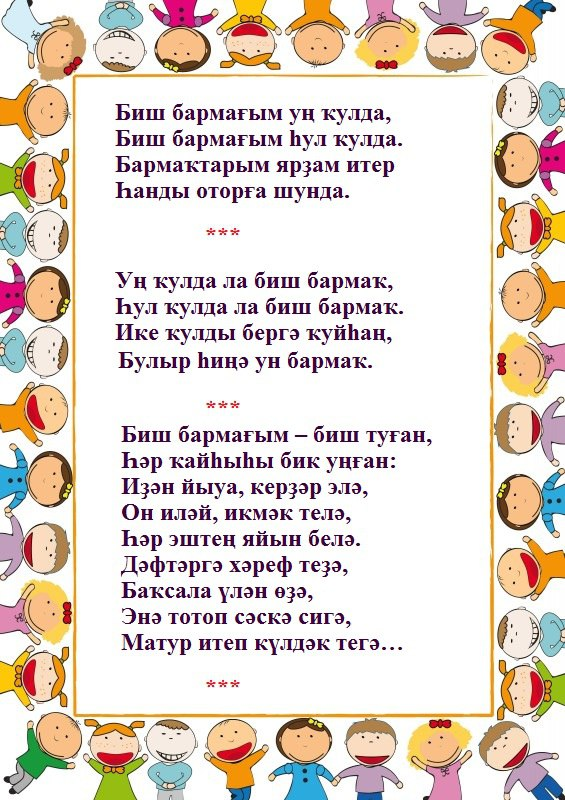 Биш бармағым уң ҡулда,
Биш бармағым һул ҡулда.
Бармаҡтарым ярҙам итер
Һанды оторға шунда.
***
Уң ҡулда ла биш бармаҡ,
Һул ҡулда ла биш бармаҡ.
Ике ҡулды бергә ҡуйһаң,
Булыр һиңә ун бармаҡ.
***
Биш бармағым – биш туған,
Һәр ҡайһыһы бик уңған:
Иҙән йыуа, керҙәр элә,
Он иләй, икмәк телә,
Һәр эштең яйын белә.
Дәфтәргә хәреф теҙә,
Баҡсала үлән өҙә,
Энә тотоп сәскә сигә,
Матур итеп күлдәк тегә…
***